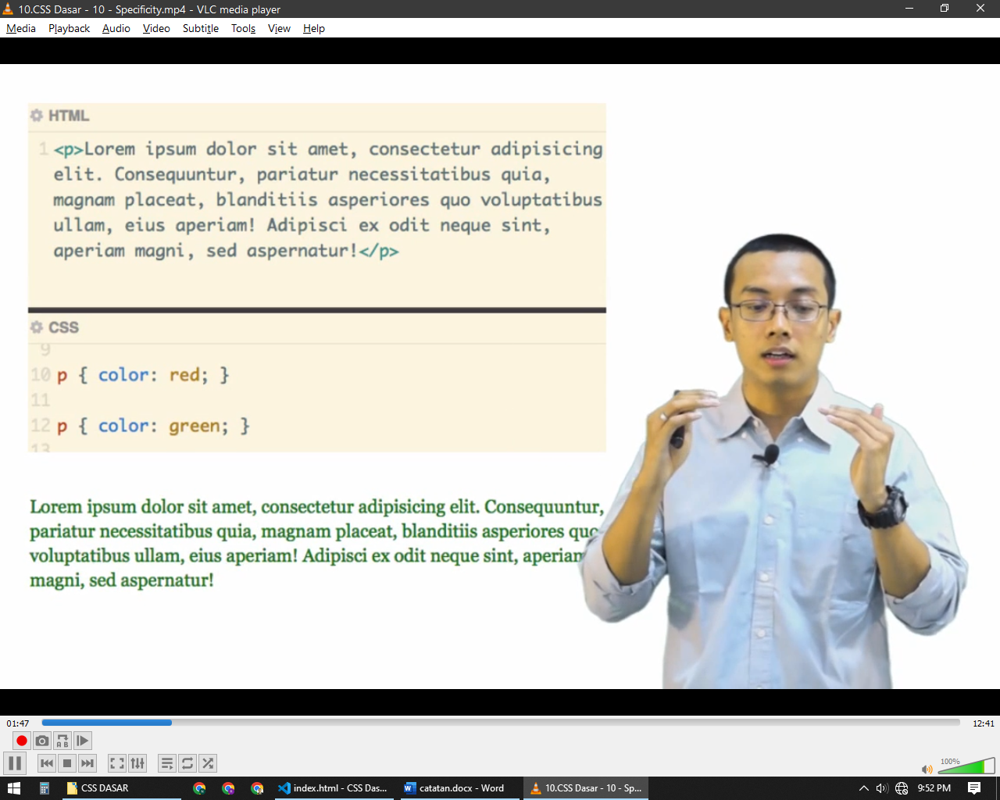 10.CSS Dasar - 10 - Specificity.mp4 - VLC media player
Media Playback Audio Video Subtitle Tools View Help
HTML
1 <p>Lorem ipsum dolor sit amet, consectetur adipisicing
elit. Consequuntur, pariatur necessitatibus quia,
magnam placeat, blanditiis asperiores quo voluptatibus
ullam, eius aperiam! Adipisci ex odit neque sint,
aperiam magni, sed aspernatur!</p>
CSS
9
10 p { color: red; }
11
12 p { color: green; }
13
Lorem ipsum dolor sit amet, consectetur adipisicing elit. Consequuntur,
pariatur necessitatibus quia, magnam placeat, blanditiis asperiores quo
voluptatibus ullam, eius aperiam! Adipisci ex odit neque sint, aperiam
magni, sed aspernatur!
01:47 12:41
A B
100%
CSS DASAR index.html - CSS Das... catatan.docx - Word 10.CSS Dasar - 10 - Sp... 9:52 PM